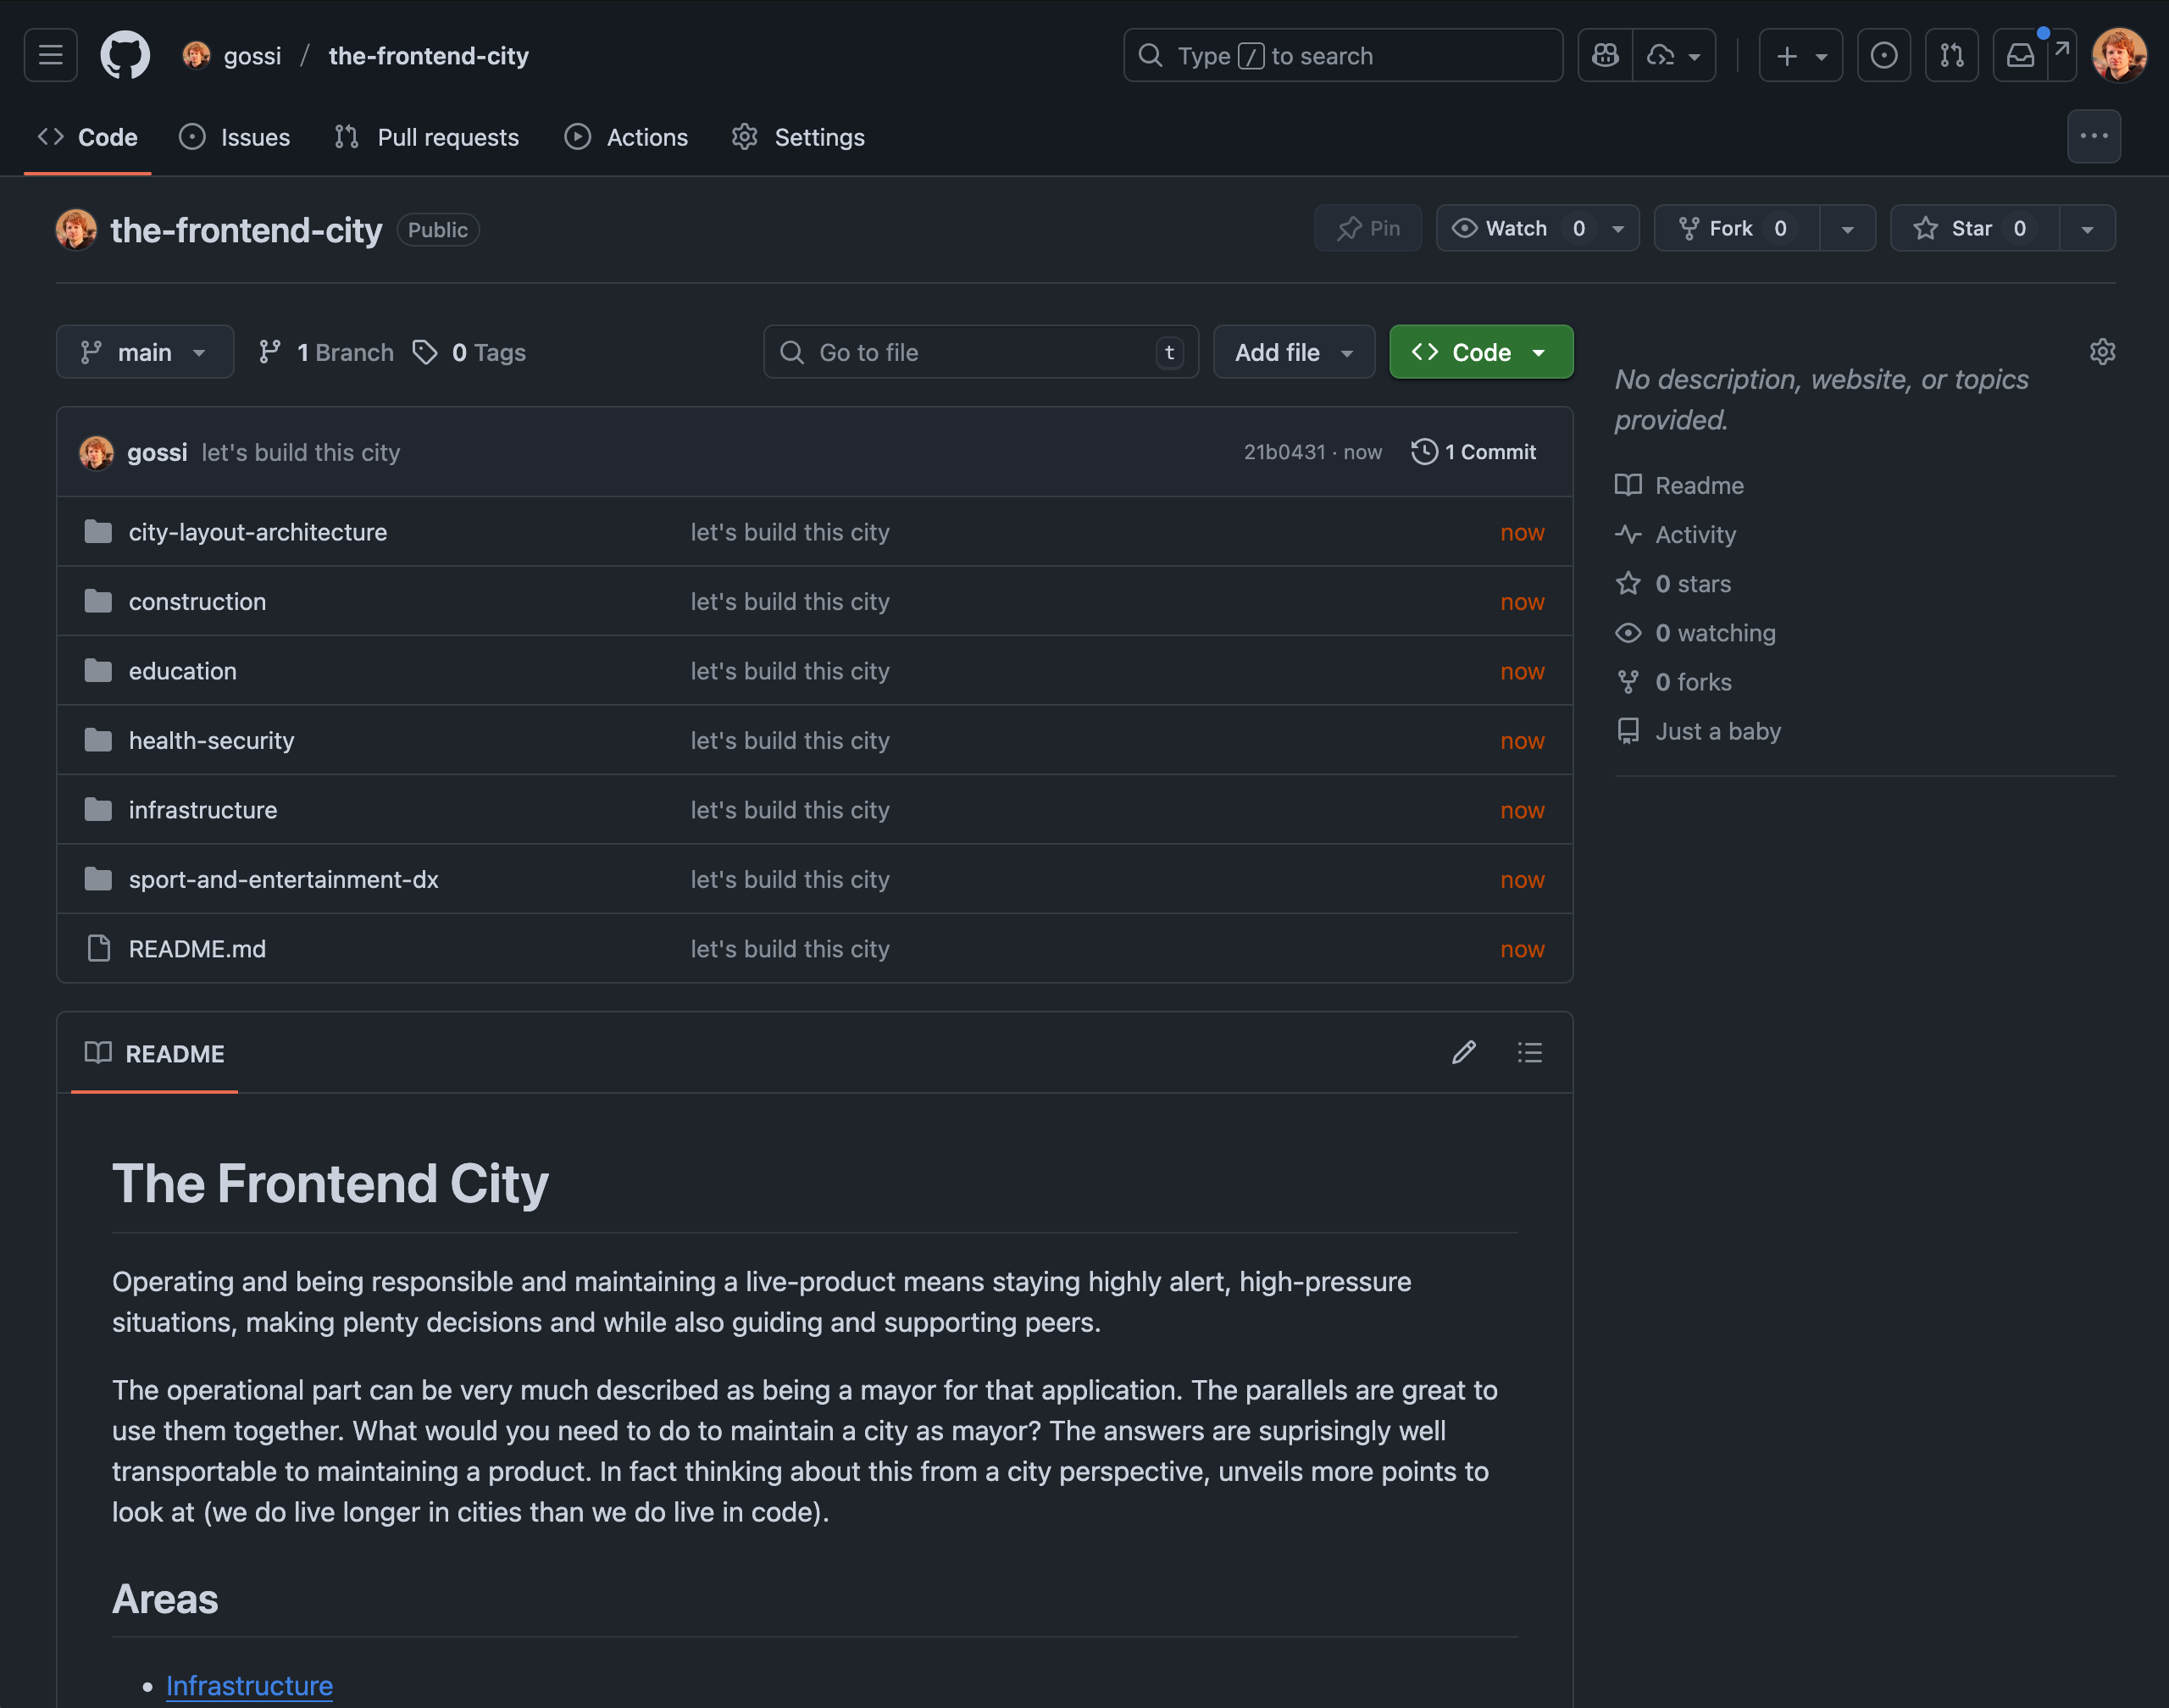 gossi / the-frontend-city
Type / to search
Code Issues Pull requests Actions Settings
the-frontend-city Public
Pin Watch 0 Fork 0 Star 0
main 1 Branch 0 Tags
Go to file t
Add file Code
gossi let's build this city 21b0431 · now 1 Commit
city-layout-architecture let's build this city now
construction let's build this city now
education let's build this city now
health-security let's build this city now
infrastructure let's build this city now
sport-and-entertainment-dx let's build this city now
README.md let's build this city now
No description, website, or topics
provided.
Readme
Activity
0 stars
0 watching
0 forks
Just a baby
README
The Frontend City
Operating and being responsible and maintaining a live-product means staying highly alert, high-pressure
situations, making plenty decisions and while also guiding and supporting peers.
The operational part can be very much described as being a mayor for that application. The parallels are great to
use them together. What would you need to do to maintain a city as mayor? The answers are suprisingly well
transportable to maintaining a product. In fact thinking about this from a city perspective, unveils more points to
look at (we do live longer in cities than we do live in code).
Areas
• Infrastructure